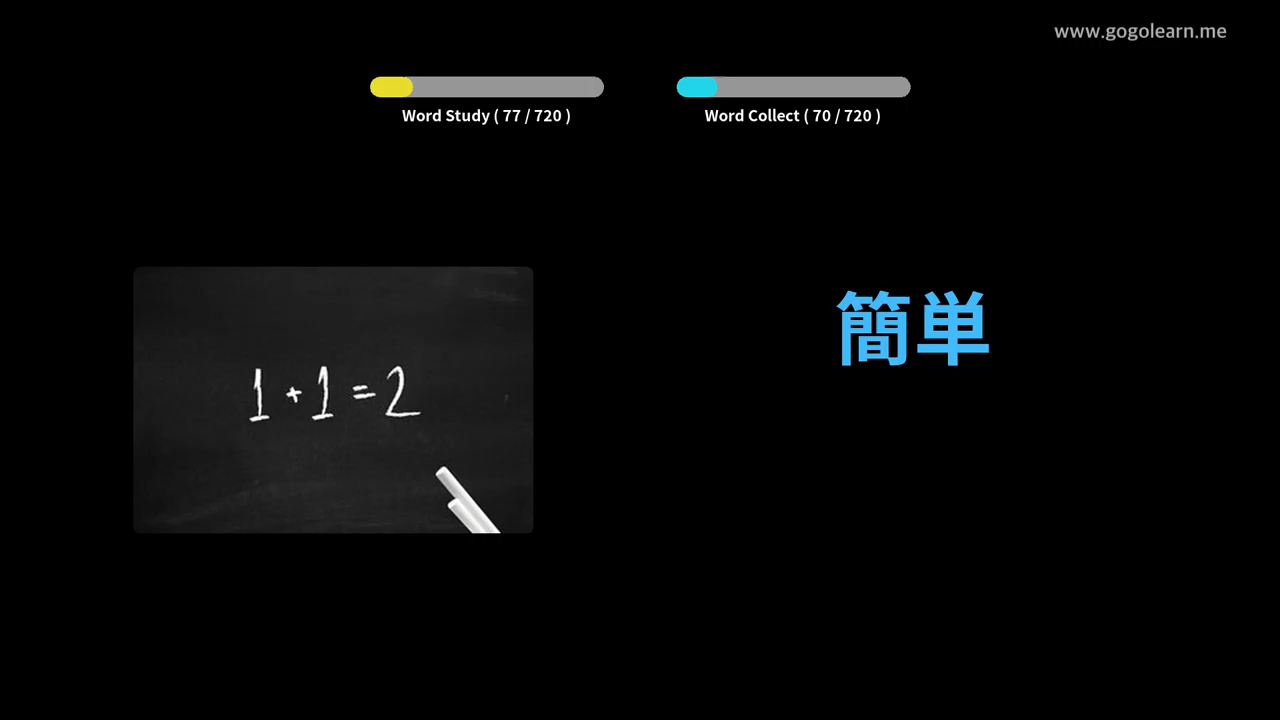 www.gogolearn.me
Word Study ( 77 / 720 )
Word Collect ( 70 / 720 )
1 + 1 = 2
簡単